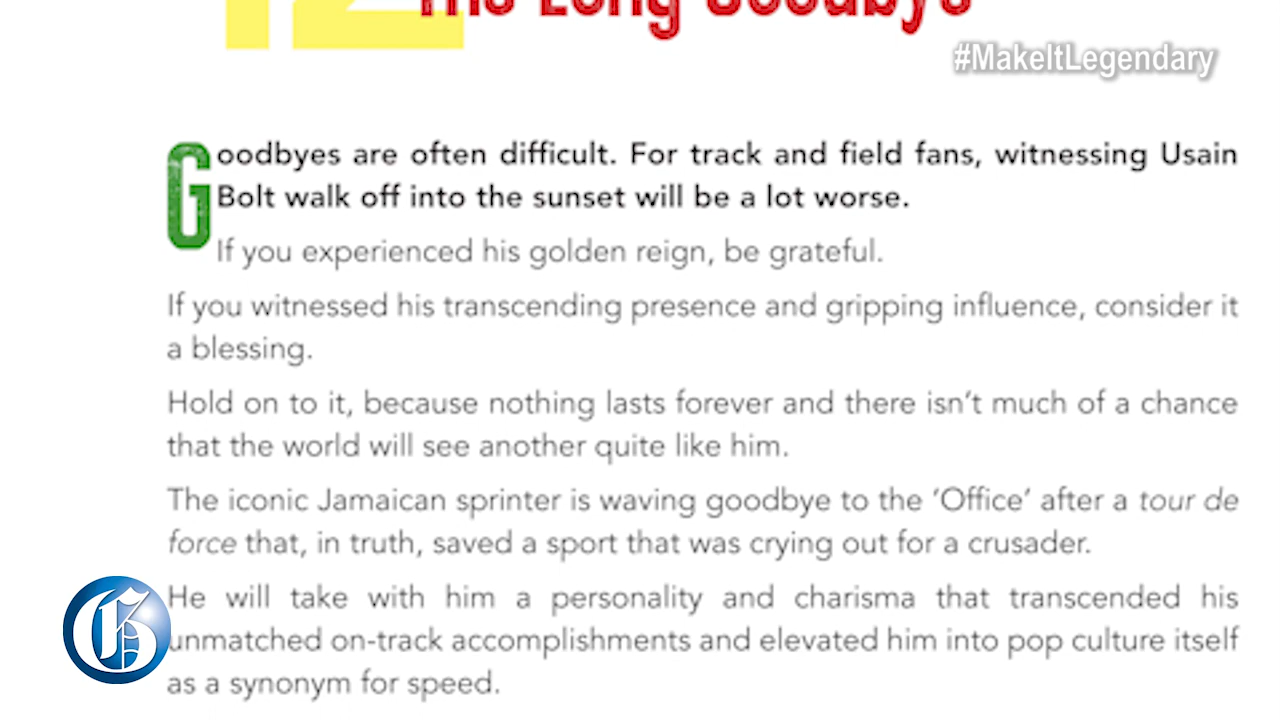 12 The Long Goodbye
#MakeItLegendary
Goodbyes are often difficult. For track and field fans, witnessing Usain
Bolt walk off into the sunset will be a lot worse.
If you experienced his golden reign, be grateful.
If you witnessed his transcending presence and gripping influence, consider it
a blessing.
Hold on to it, because nothing lasts forever and there isn't much of a chance
that the world will see another quite like him.
The iconic Jamaican sprinter is waving goodbye to the 'Office' after a tour de
force that, in truth, saved a sport that was crying out for a crusader.
He will take with him a personality and charisma that transcended his
unmatched on-track accomplishments and elevated him into pop culture itself
as a synonym for speed.
G